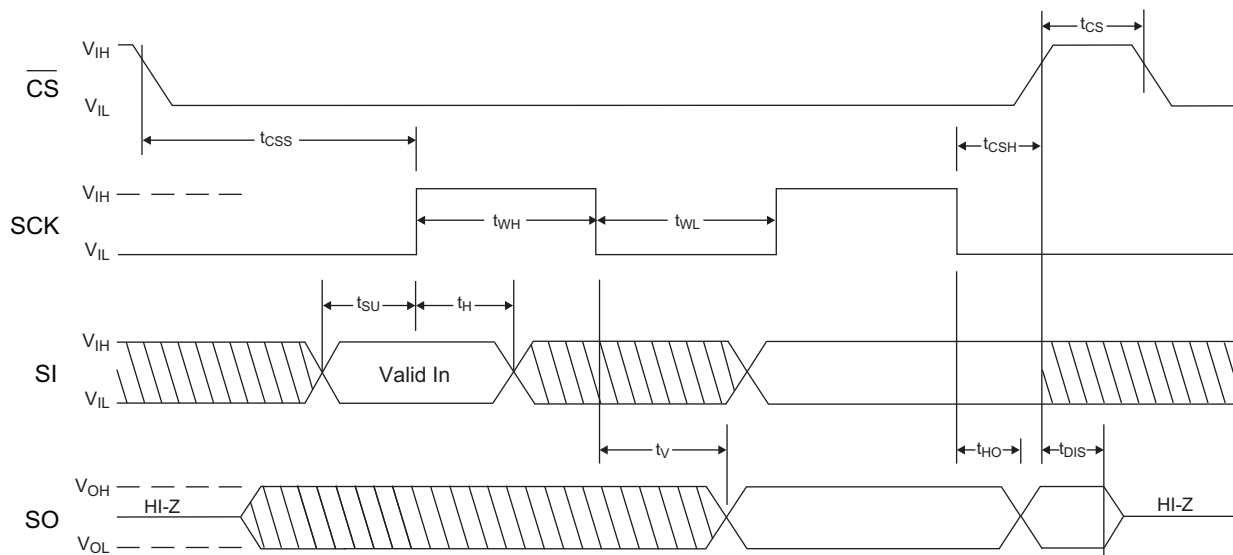 tCS
VIH
CS
VIL
tCSS
tCSH
VIH
SCK
tWH
tWL
VIL
tSU
tH
VIH
SI
Valid In
VIL
tV
tHO
tDIS
VOH
HI-Z
SO
HI-Z
VOL